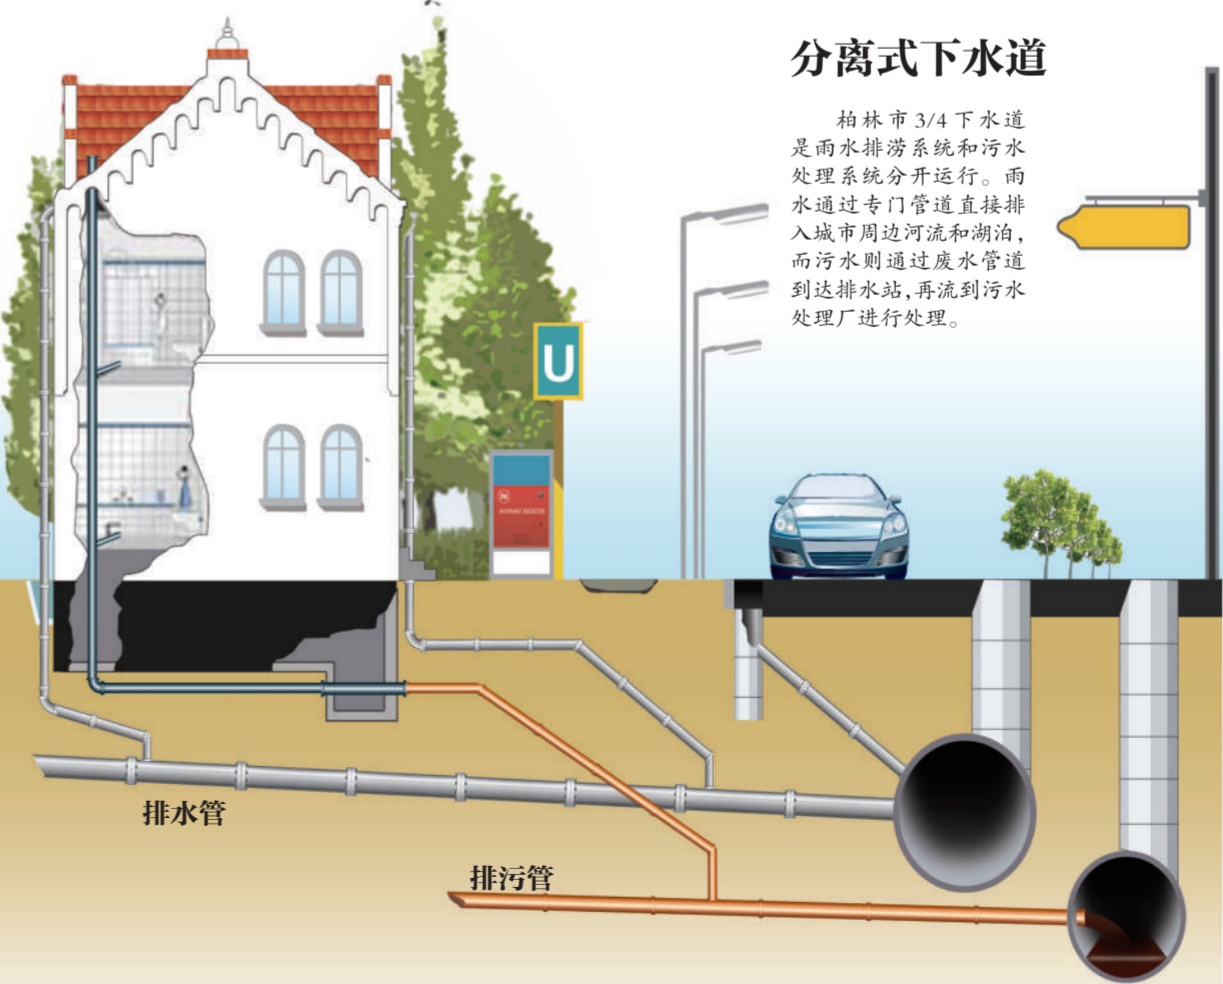 分离式下水道
柏林市3/4下水道
是雨水排涝系统和污水
处理系统分开运行。雨
水通过专门管道直接排
入城市周边河流和湖泊,
而污水则通过废水管道
到达排水站,再流到污水
处理厂进行处理。
U
HYDRANT BOOSTER
排水管
排污管